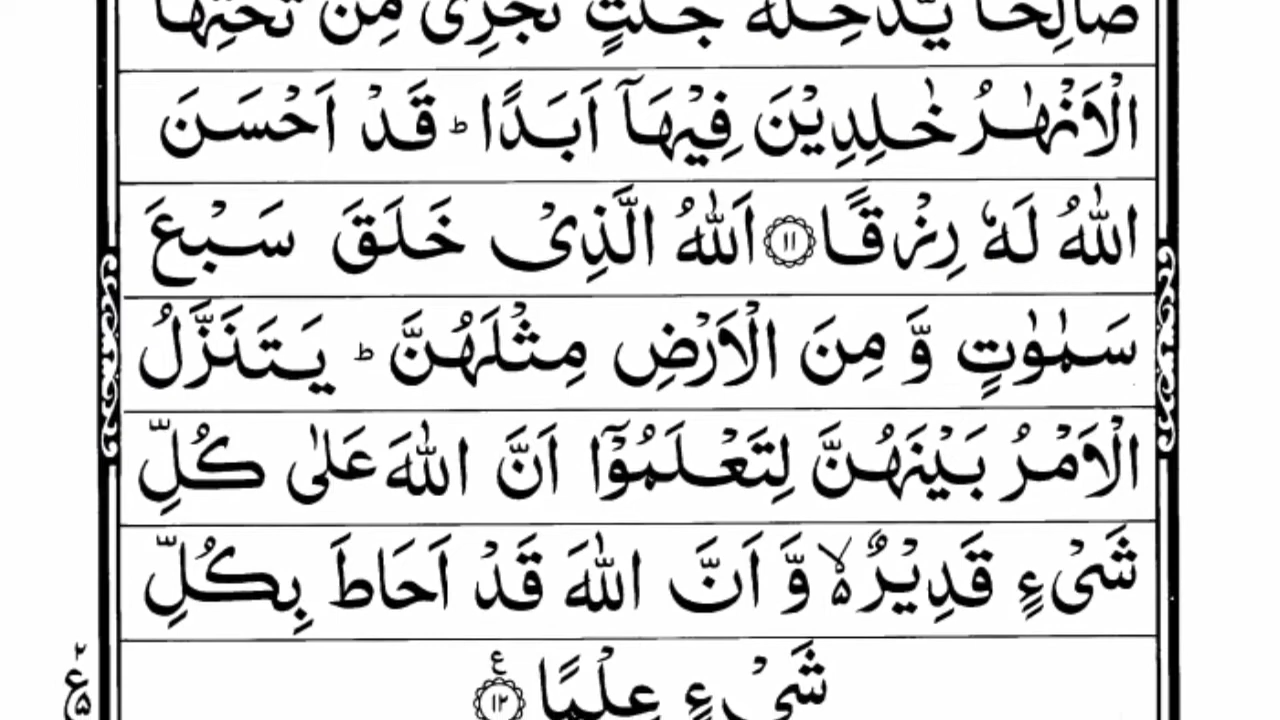 صَالِحًا يُّدْخِلْهُ جَنّٰتٍ تَجْرِىْ مِنْ تَحْتِهَا
الْاَنْهٰرُ خٰلِدِيْنَ فِيْهَاۤ اَبَدًا ؕ قَدْ اَحْسَنَ
اللّٰهُ لَهٗ رِزْقًا ۝۱۱ اَللّٰهُ الَّذِىْ خَلَقَ سَبْعَ
سَمٰوٰتٍ وَّ مِنَ الْاَرْضِ مِثْلَهُنَّ ؕ يَتَنَزَّلُ
الْاَمْرُ بَيْنَهُنَّ لِتَعْلَمُوْۤا اَنَّ اللّٰهَ عَلٰى كُلِّ
شَىْءٍ قَدِيْرٌ ۙ۬ وَّ اَنَّ اللّٰهَ قَدْ اَحَاطَ بِكُلِّ
شَىْءٍ عِلْمًا ۝۱۲ ع